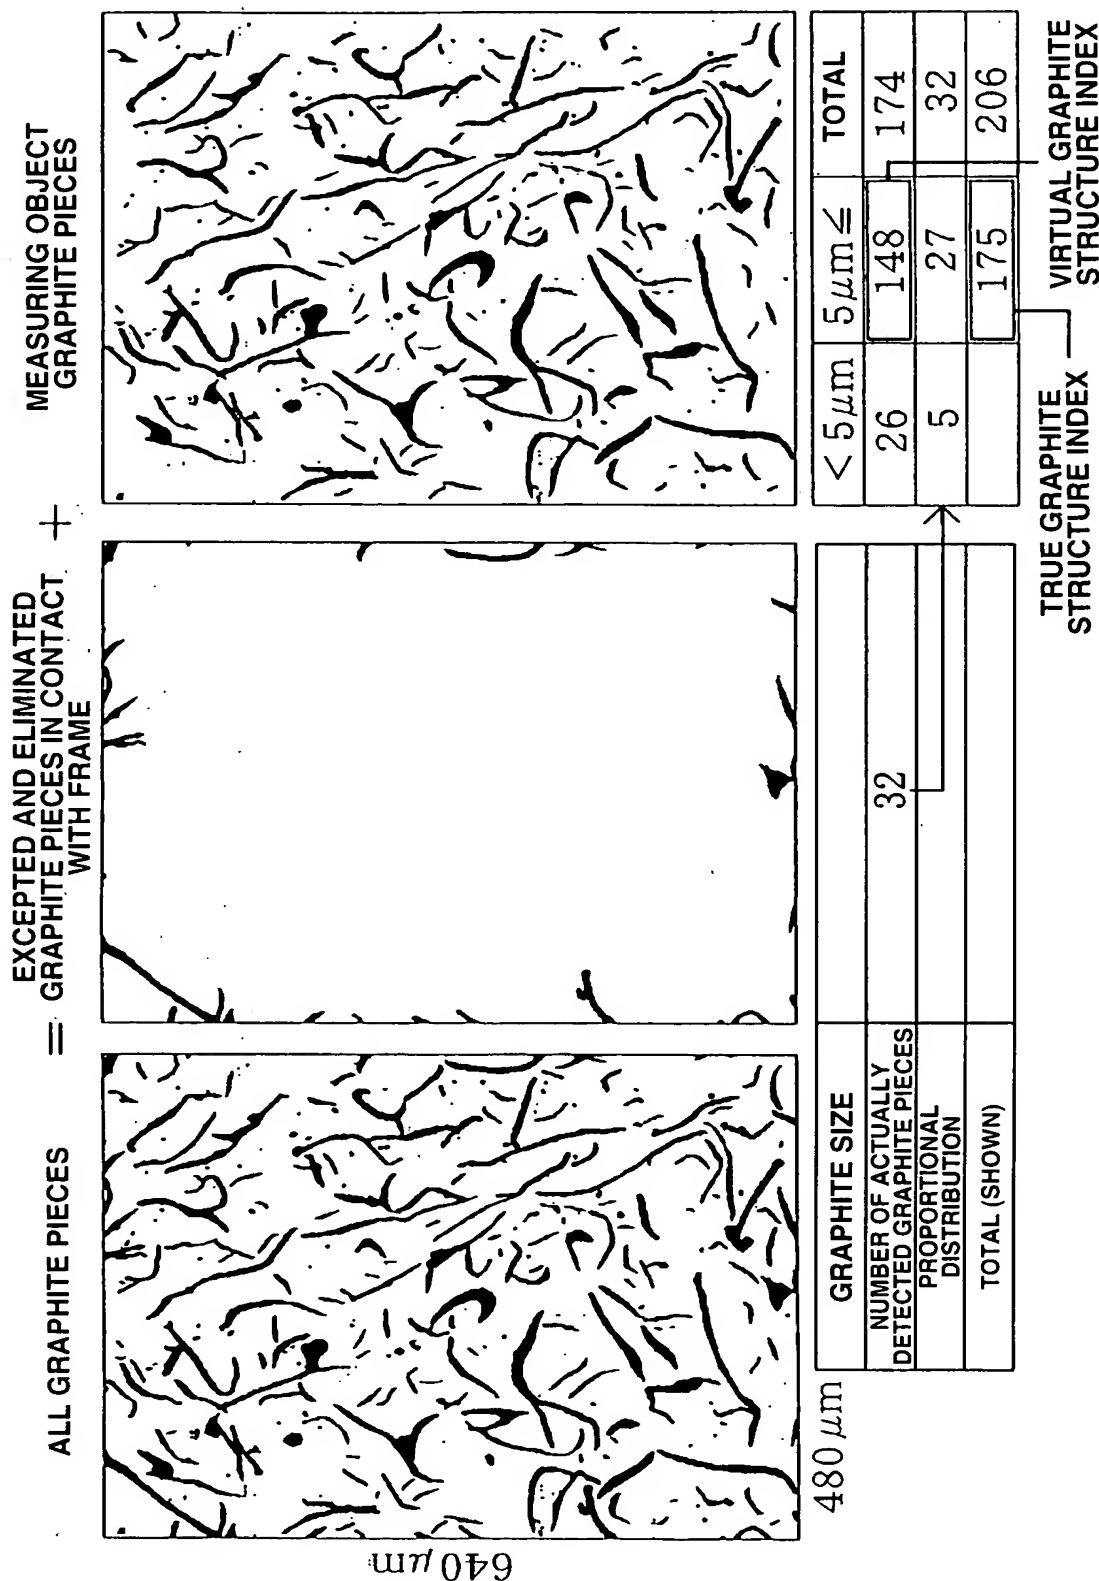 ALL GRAPHITE PIECES
=
EXCEPTED AND ELIMINATED
GRAPHITE PIECES IN CONTACT
WITH FRAME
+
MEASURING OBJECT
GRAPHITE PIECES
640 μm
480 μm
GRAPHITE SIZE < 5 μm 5 μm ≦ TOTAL
NUMBER OF ACTUALLY
DETECTED GRAPHITE PIECES 32 26 148 174
PROPORTIONAL
DISTRIBUTION 5 27 32
TOTAL (SHOWN) 175 206
TRUE GRAPHITE
STRUCTURE INDEX
VIRTUAL GRAPHITE
STRUCTURE INDEX